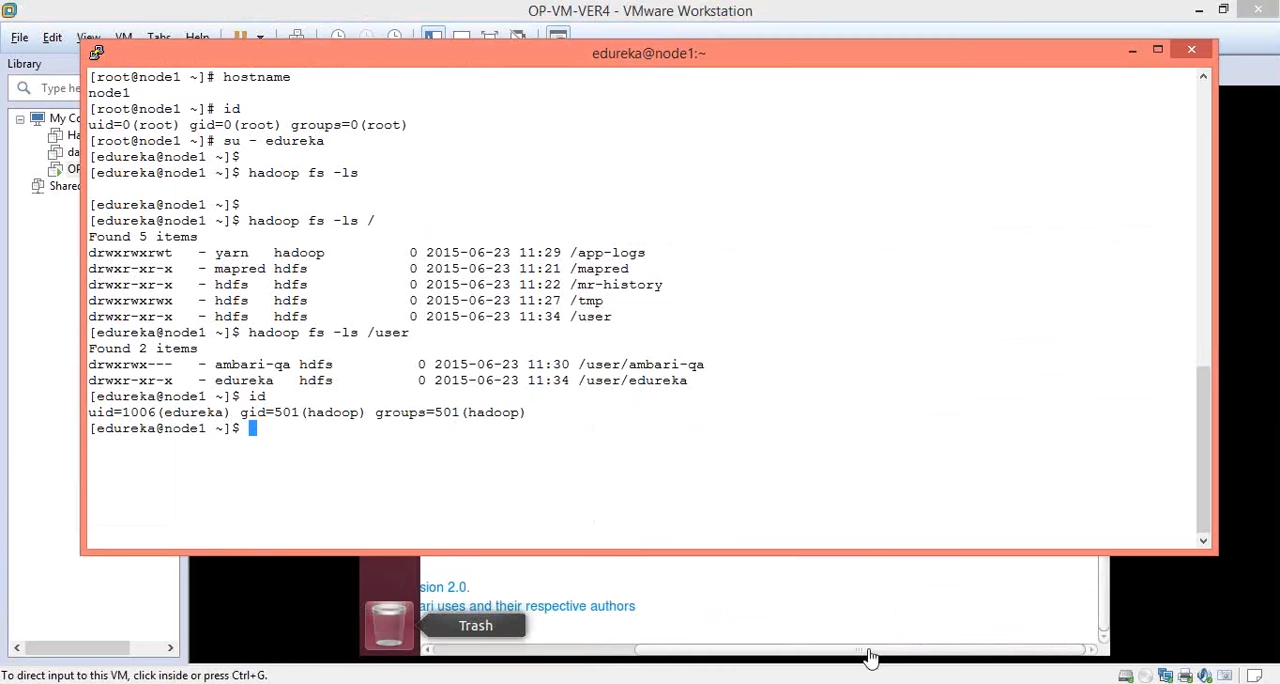 OP-VM-VER4 - VMware Workstation
File Edit View VM Tabs Help
edureka@node1:~
Library
Type he
My Co
Ha
da
OP
Shared
[root@node1 ~]# hostname
node1
[root@node1 ~]# id
uid=0(root) gid=0(root) groups=0(root)
[root@node1 ~]# su - edureka
[edureka@node1 ~]$
[edureka@node1 ~]$ hadoop fs -ls
[edureka@node1 ~]$
[edureka@node1 ~]$ hadoop fs -ls /
Found 5 items
drwxrwxrwt - yarn hadoop 0 2015-06-23 11:29 /app-logs
drwxr-xr-x - mapred hdfs 0 2015-06-23 11:21 /mapred
drwxr-xr-x - hdfs hdfs 0 2015-06-23 11:22 /mr-history
drwxrwxrwx - hdfs hdfs 0 2015-06-23 11:27 /tmp
drwxr-xr-x - hdfs hdfs 0 2015-06-23 11:34 /user
[edureka@node1 ~]$ hadoop fs -ls /user
Found 2 items
drwxrwx--- - ambari-qa hdfs 0 2015-06-23 11:30 /user/ambari-qa
drwxr-xr-x - edureka hdfs 0 2015-06-23 11:34 /user/edureka
[edureka@node1 ~]$ id
uid=1006(edureka) gid=501(hadoop) groups=501(hadoop)
[edureka@node1 ~]$
sion 2.0.
ari uses and their respective authors
Trash
To direct input to this VM, click inside or press Ctrl+G.